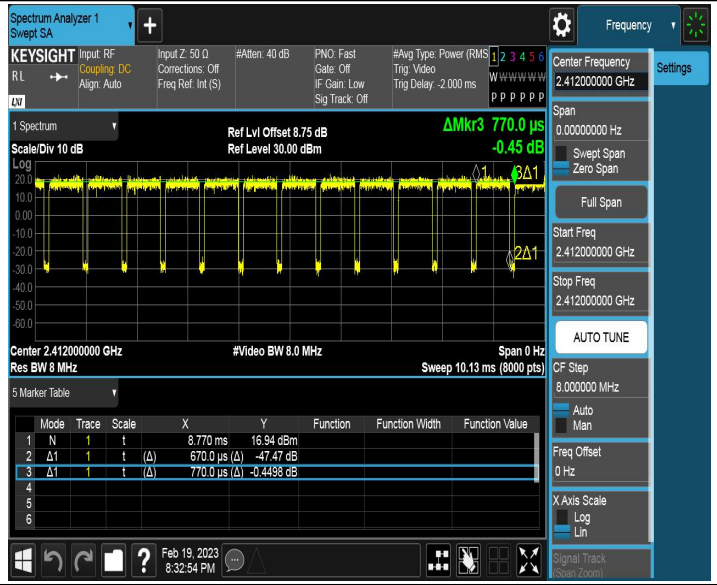 Spectrum Analyzer 1
Swept SA
+
Frequency
KEYSIGHT
RL
LXI
Input: RF
Coupling: DC
Align: Auto
Input Z: 50 Ω
Corrections: Off
Freq Ref: Int (S)
#Atten: 40 dB
PNO: Fast
Gate: Off
IF Gain: Low
Sig Track: Off
#Avg Type: Power (RMS
Trig: Video
Trig Delay: -2.000 ms
1 2 3 4 5 6
W W W W W W
P P P P P P
Center Frequency
2.412000000 GHz
Settings
Span
0.00000000 Hz
Swept Span
Zero Span
Full Span
Start Freq
2.412000000 GHz
Stop Freq
2.412000000 GHz
AUTO TUNE
CF Step
8.000000 MHz
Auto
Man
Freq Offset
0 Hz
X Axis Scale
Log
Lin
Signal Track
(Span Zoom)
1 Spectrum
Scale/Div 10 dB
Ref Lvl Offset 8.75 dB
Ref Level 30.00 dBm
ΔMkr3 770.0 µs
-0.45 dB
Log
20.0
10.0
0.00
-10.0
-20.0
-30.0
-40.0
-50.0
-60.0
1
3Δ1
2Δ1
Center 2.412000000 GHz
Res BW 8 MHz
#Video BW 8.0 MHz
Span 0 Hz
Sweep 10.13 ms (8000 pts)
5 Marker Table
Mode Trace Scale X Y Function Function Width Function Value
1 N 1 t 8.770 ms 16.94 dBm
2 Δ1 1 t (Δ) 670.0 µs (Δ) -47.47 dB
3 Δ1 1 t (Δ) 770.0 µs (Δ) -0.4498 dB
4
5
6
?
Feb 19, 2023
8:32:54 PM